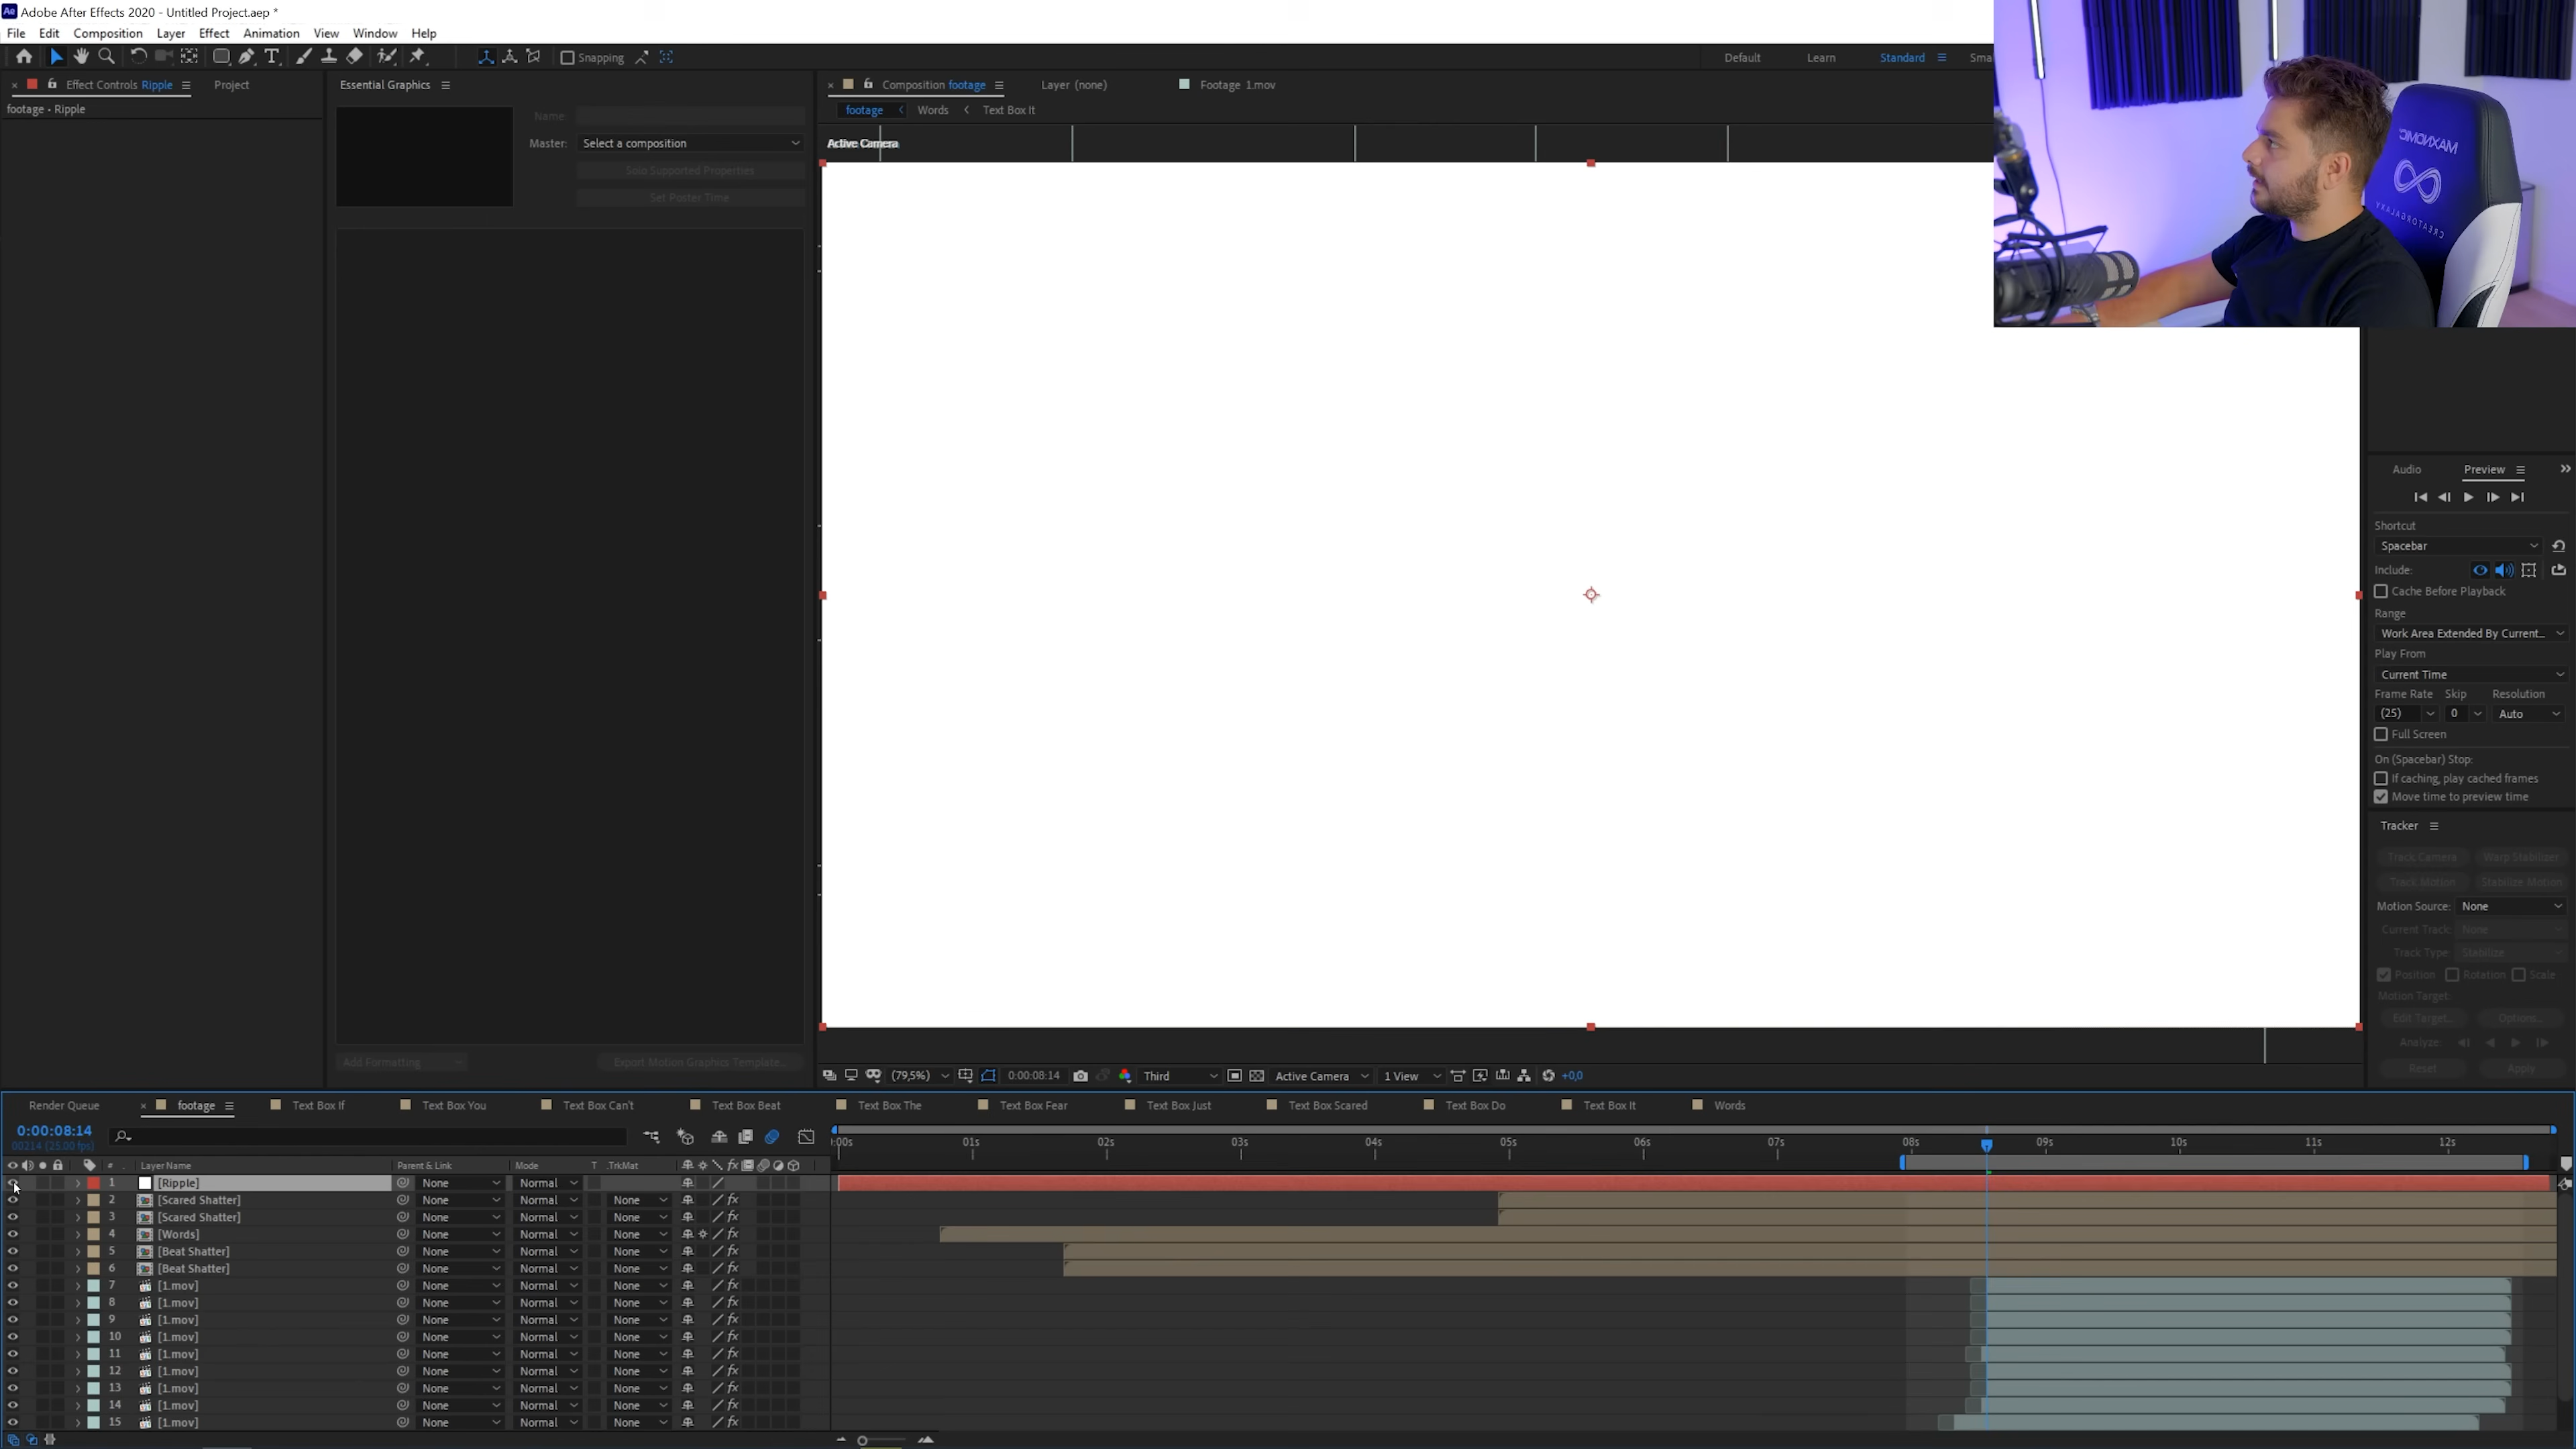 Adobe After Effects 2020 - Untitled Project.aep *
File Edit Composition Layer Effect Animation View Window Help
Snapping
Default Learn Standard Sma
Effect Controls Ripple Project
footage • Ripple
Essential Graphics
Name:
Master: Select a composition
Solo Supported Properties
Set Poster Time
Add Formatting
Export Motion Graphics Template...
Composition footage Layer (none) Footage 1.mov
footage Words Text Box It
Active Camera
MAXNOMIC
CREATORGALAXY
(79,5%) 0:00:08:14 Third Active Camera 1 View +0,0
Audio Preview
Shortcut
Spacebar
Include:
Cache Before Playback
Range
Work Area Extended By Current...
Play From
Current Time
Frame Rate Skip Resolution
(25) 0 Auto
Full Screen
On (Spacebar) Stop:
If caching, play cached frames
Move time to preview time
Tracker
Track Camera Warp Stabilizer
Track Motion Stabilize Motion
Motion Source: None
Current Track: None
Track Type: Stabilize
Position Rotation Scale
Motion Target:
Edit Target... Options...
Analyze:
Reset Apply
Render Queue footage Text Box If Text Box You Text Box Can't Text Box Beat Text Box The Text Box Fear Text Box Just Text Box Scared Text Box Do Text Box It Words
0:00:08:14
00214 (25.00 fps)
:00s 01s 02s 03s 04s 05s 06s 07s 08s 09s 10s 11s 12s
# Layer Name Parent & Link Mode T .TrkMat fx
1 [Ripple] None Normal
2 [Scared Shatter] None Normal None fx
3 [Scared Shatter] None Normal None fx
4 [Words] None Normal None fx
5 [Beat Shatter] None Normal None fx
6 [Beat Shatter] None Normal None fx
7 [1.mov] None Normal None fx
8 [1.mov] None Normal None fx
9 [1.mov] None Normal None fx
10 [1.mov] None Normal None fx
11 [1.mov] None Normal None fx
12 [1.mov] None Normal None fx
13 [1.mov] None Normal None fx
14 [1.mov] None Normal None fx
15 [1.mov] None Normal None fx